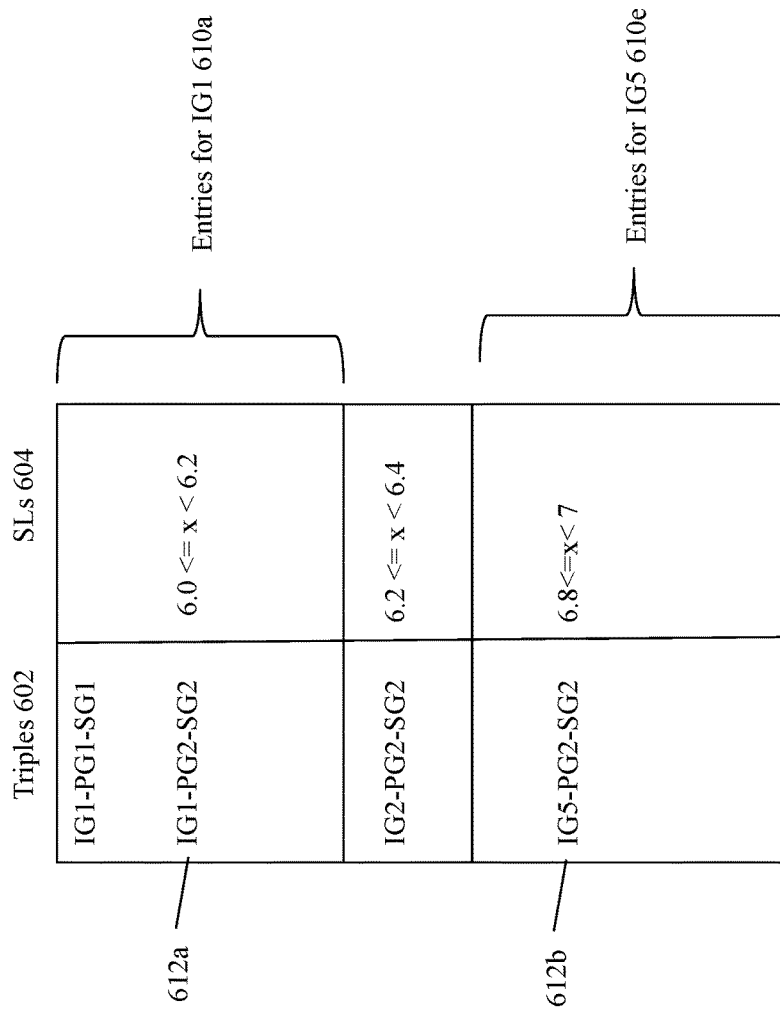 Triples 602
SLs 604
IG1-PG1-SG1
612a
IG1-PG2-SG2
6.0 <= x < 6.2
Entries for IG1 610a
IG2-PG2-SG2
6.2 <= x < 6.4
612b
IG5-PG2-SG2
6.8<=x< 7
Entries for IG5 610e